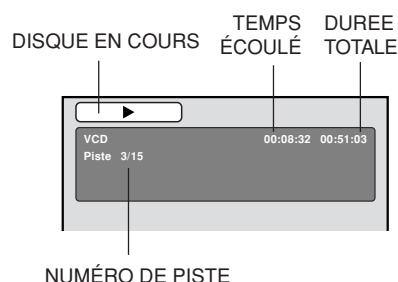 TEMPS ÉCOULÉ
DUREE TOTALE
DISQUE EN COURS
VCD 00:08:32 00:51:03
Piste 3/15
NUMÉRO DE PISTE